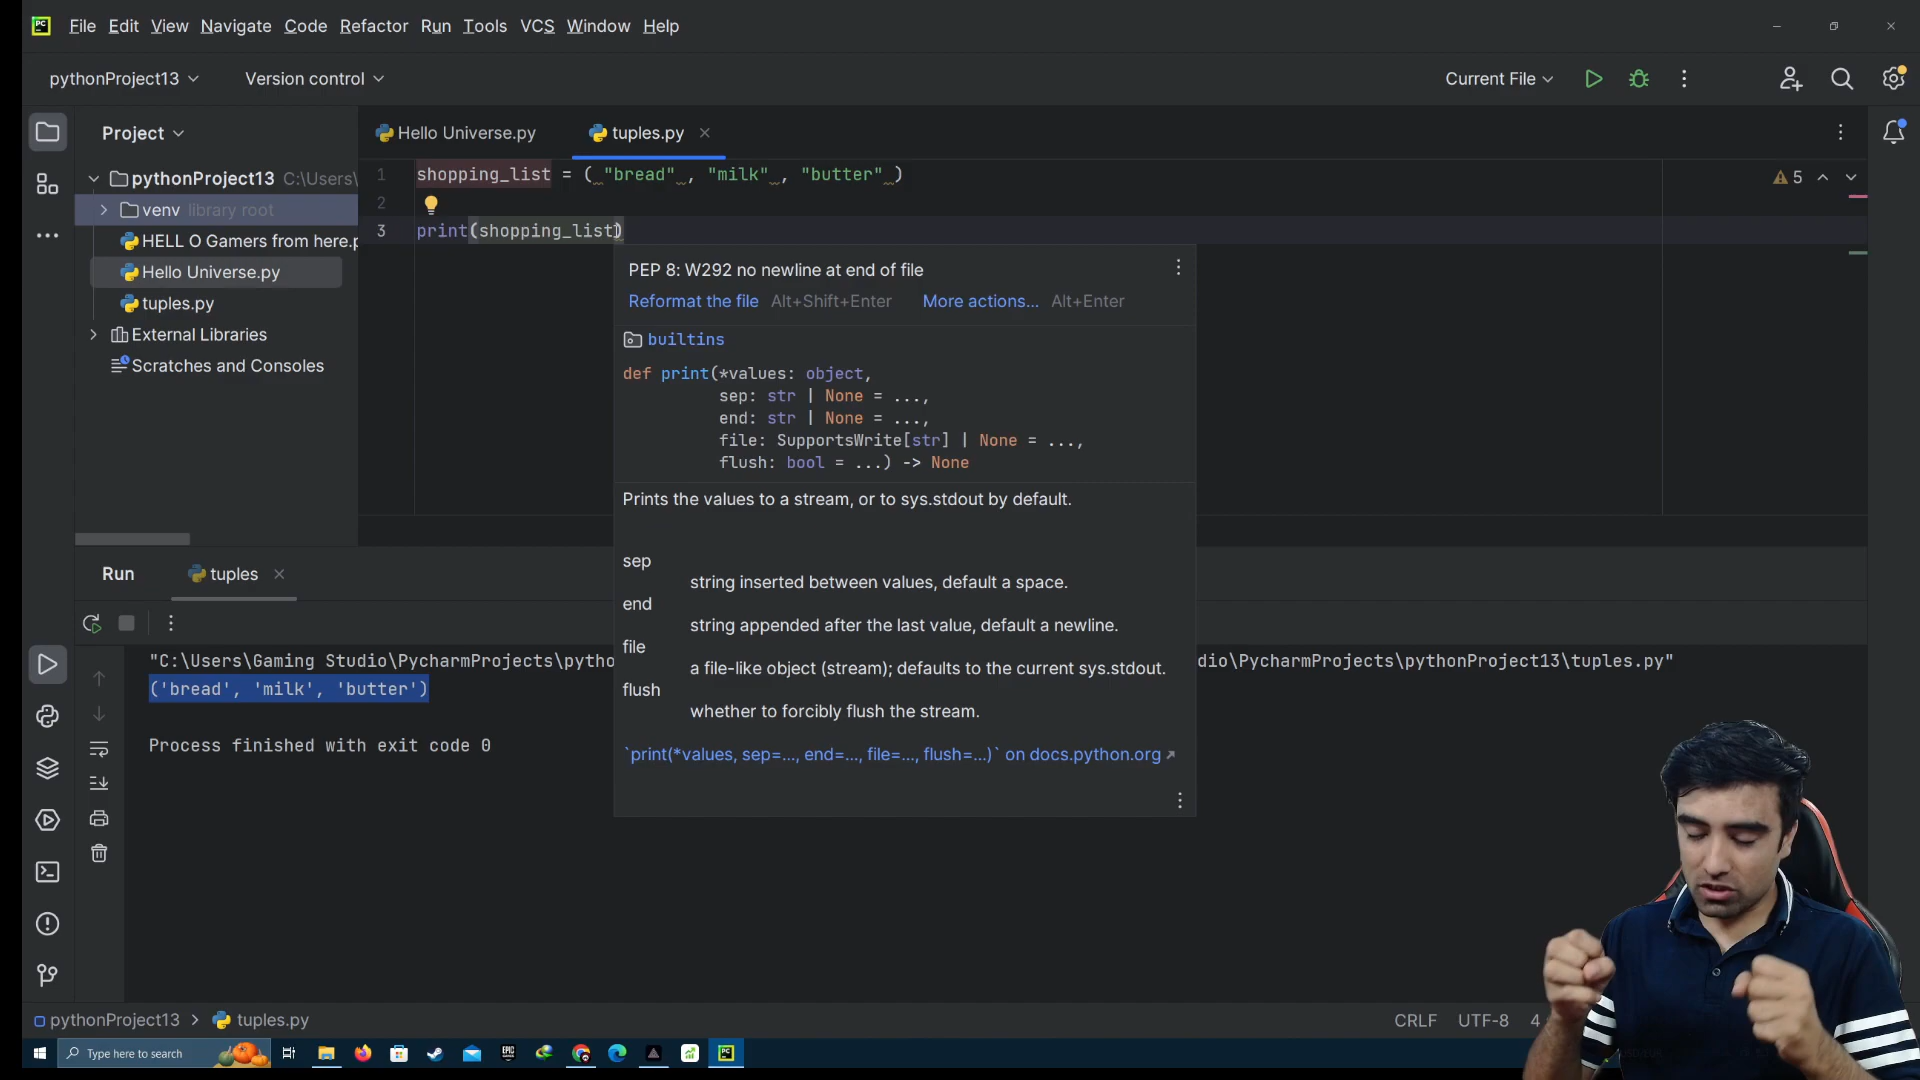 PC File Edit View Navigate Code Refactor Run Tools VCS Window Help
pythonProject13 Version control Current File
Project
Hello Universe.py tuples.py
pythonProject13 C:\Users\
venv library root
HELL O Gamers from here.p
Hello Universe.py
tuples.py
External Libraries
Scratches and Consoles
1 shopping_list = ( "bread" , "milk" , "butter" )
5
2
3 print(shopping_list)
PEP 8: W292 no newline at end of file
Reformat the file Alt+Shift+Enter More actions... Alt+Enter
builtins
def print(*values: object,
sep: str | None = ...,
end: str | None = ...,
file: SupportsWrite[str] | None = ...,
flush: bool = ...) -> None
Prints the values to a stream, or to sys.stdout by default.
sep
string inserted between values, default a space.
end
string appended after the last value, default a newline.
file
a file-like object (stream); defaults to the current sys.stdout.
flush
whether to forcibly flush the stream.
`print(*values, sep=..., end=..., file=..., flush=...)` on docs.python.org
Run tuples
"C:\Users\Gaming Studio\PycharmProjects\pytho
dio\PycharmProjects\pythonProject13\tuples.py"
('bread', 'milk', 'butter')
Process finished with exit code 0
pythonProject13 > tuples.py CRLF UTF-8 4
Type here to search EPIC PC